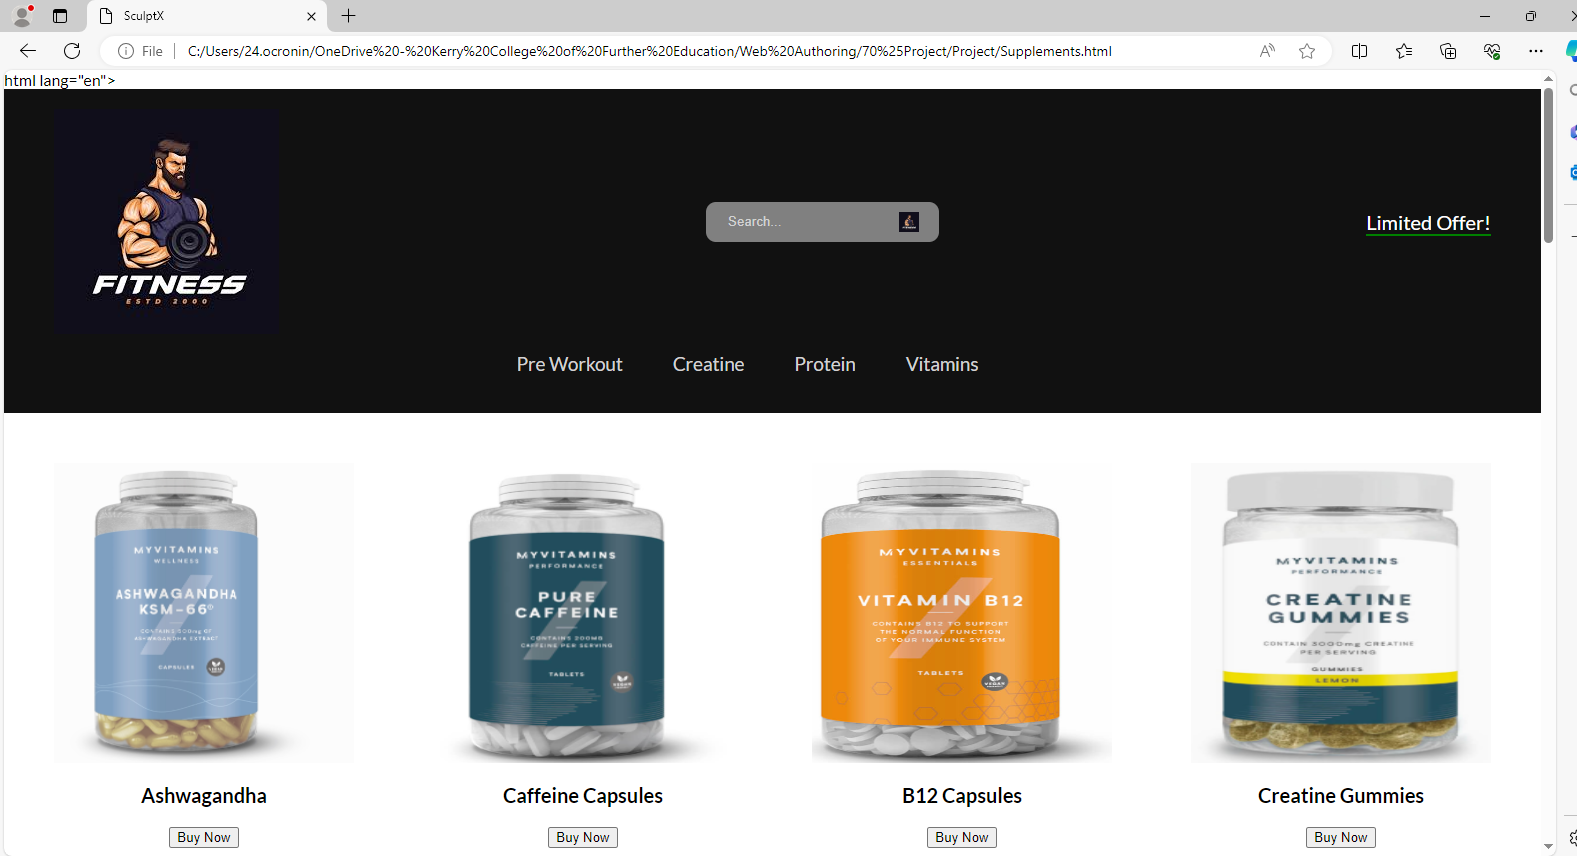 SculptX
File
C:/Users/24.ocronin/OneDrive%20-%20Kerry%20College%20of%20Further%20Education/Web%20Authoring/70%25Project/Project/Supplements.html
html lang="en">
FITNESS
ESTD 2000
Search...
Limited Offer!
Pre Workout Creatine Protein Vitamins
MYVITAMINS
WELLNESS
ASHWAGANDHA
KSM-66®
CONTAINS 500mg OF
ASHWAGANDHA EXTRACT
CAPSULES
MYVITAMINS
PERFORMANCE
PURE
CAFFEINE
CONTAINS 200MG
CAFFEINE PER SERVING
TABLETS
MYVITAMINS
ESSENTIALS
VITAMIN B12
CONTAINS B12 TO SUPPORT
THE NORMAL FUNCTION
OF YOUR IMMUNE SYSTEM
TABLETS
VEGAN
MYVITAMINS
PERFORMANCE
CREATINE
GUMMIES
CONTAIN 3000mg CREATINE
PER SERVING
GUMMIES
LEMON
Ashwagandha Caffeine Capsules B12 Capsules Creatine Gummies
Buy Now Buy Now Buy Now Buy Now